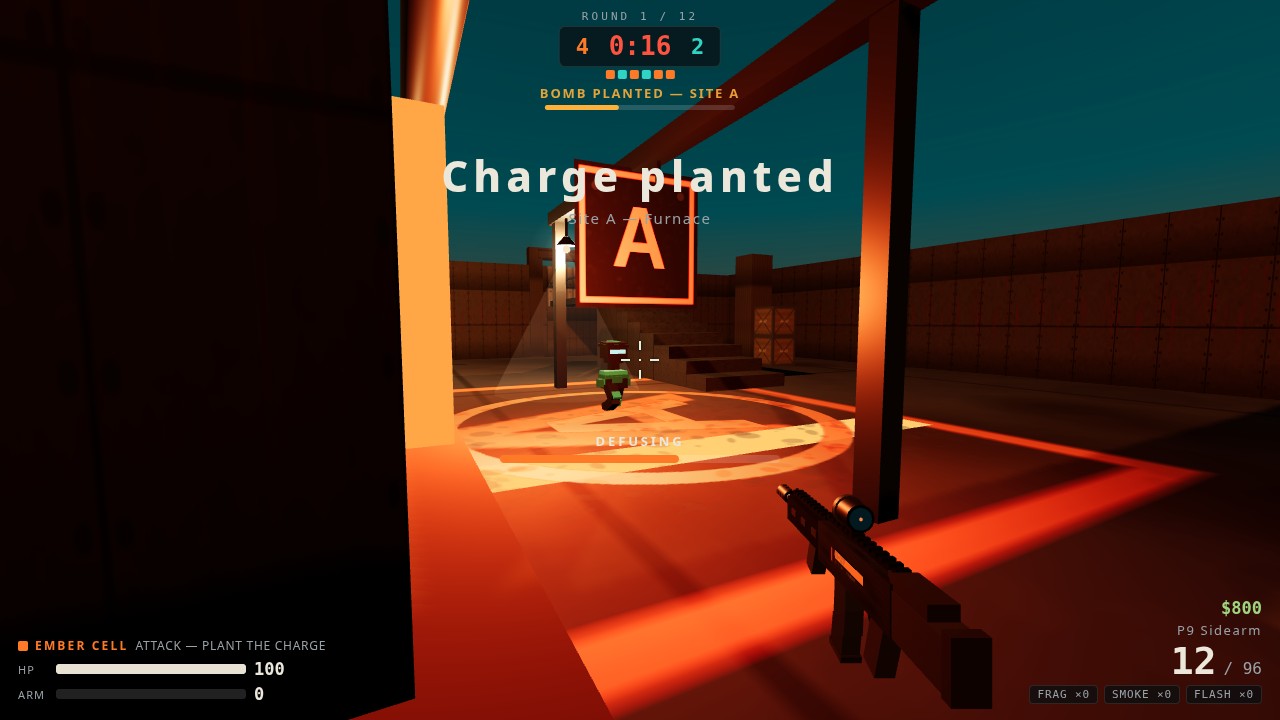 ROUND 1 / 12
4 0:16 2
BOMB PLANTED — SITE A
Charge planted
Site A — Furnace
A
DEFUSING
EMBER CELL ATTACK — PLANT THE CHARGE
HP 100
ARM 0
$800
P9 Sidearm
12 / 96
FRAG ×0 SMOKE ×0 FLASH ×0